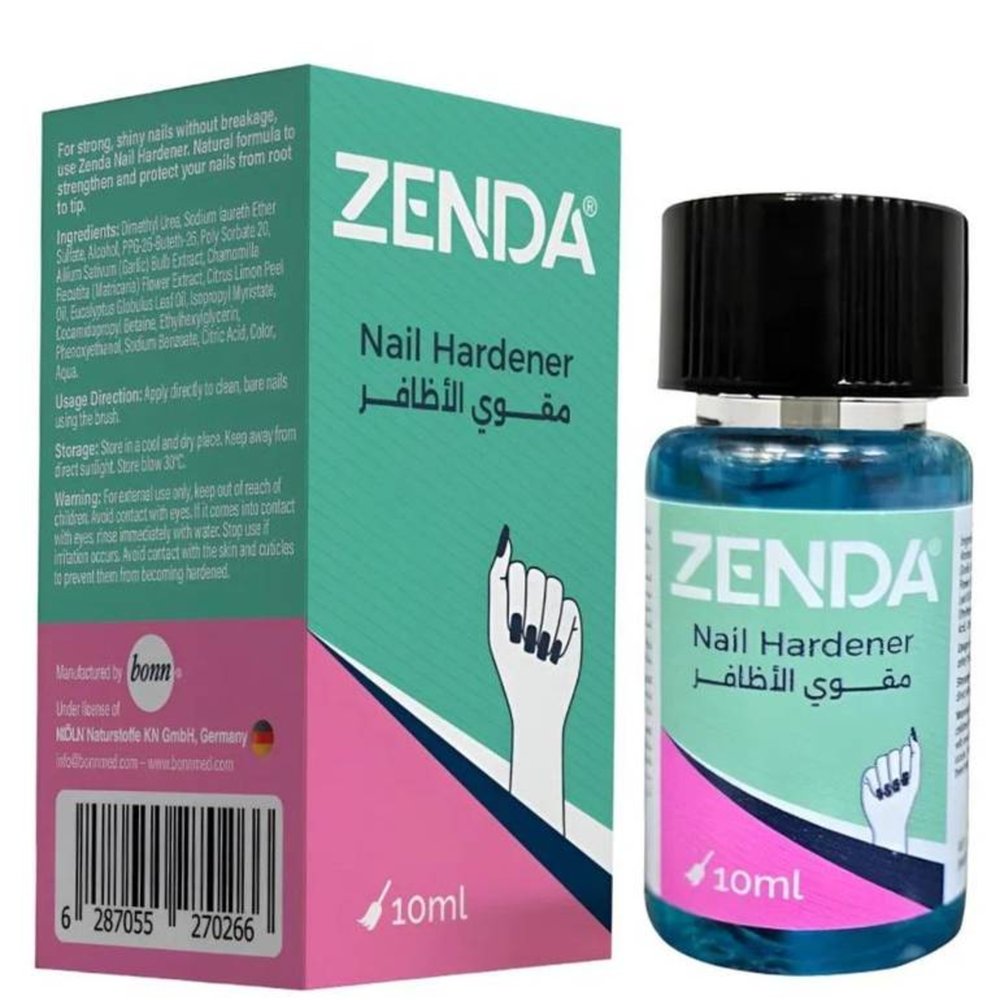 For strong, shiny nails without breakage,
use Zenda Nail Hardener. Natural formula to
strengthen and protect your nails from root
to tip.
Ingredients: Dimethyl Urea, Sodium laureth Ether
Sulfate, Alcohol, PPG-26-Buteth-26, Poly Sorbate 20,
Allium Sativum (Garlic) Bulb Extract, Chamomilla
Recutita (Matricaria) Flower Extract, Citrus Limon Peel
Oil, Eucalyptus Globulus Leaf Oil, Isopropyl Myristate,
Cocamidopropyl Betaine, Ethylhexylglycerin,
Phenoxyethanol, Sodium Benzoate, Citric Acid, Color,
Aqua.
Usage Direction: Apply directly to clean, bare nails
using the brush.
Storage: Store in a cool and dry place. Keep away from
direct sunlight. Store blow 30°C.
Warning: For external use only, keep out of reach of
children. Avoid contact with eyes. If it comes into contact
with eyes, rinse immediately with water. Stop use if
irritation occurs. Avoid contact with the skin and cuticles
to prevent them from becoming hardened.
Manufactured by bonn®
Under license of
NIÖLN Naturstoffe KN GmbH, Germany
info@bonnmed.com – www.bonnmed.com
6 287055 270266
ZENDA®
Nail Hardener
مقوي الأظافر
10ml
ZENDA®
Nail Hardener
مقوي الأظافر
10ml